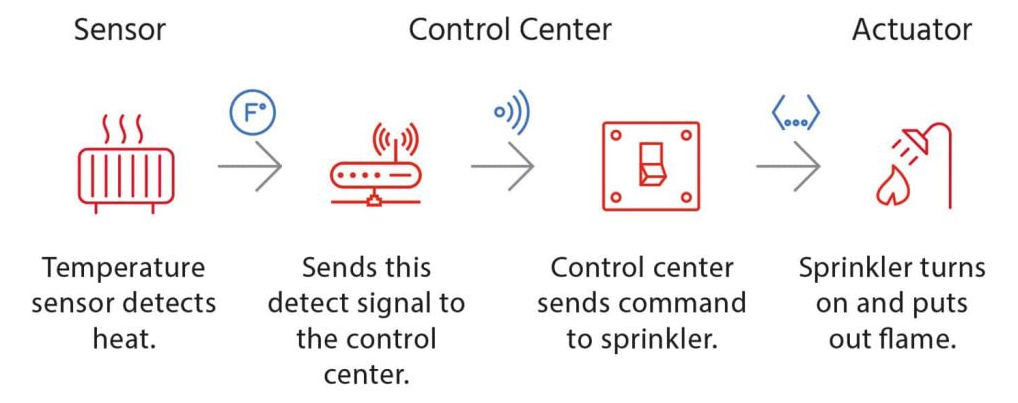 Sensor
Control Center
Actuator
F°
Temperature
sensor detects
heat.
Sends this
detect signal to
the control
center.
Control center
sends command
to sprinkler.
Sprinkler turns
on and puts
out flame.